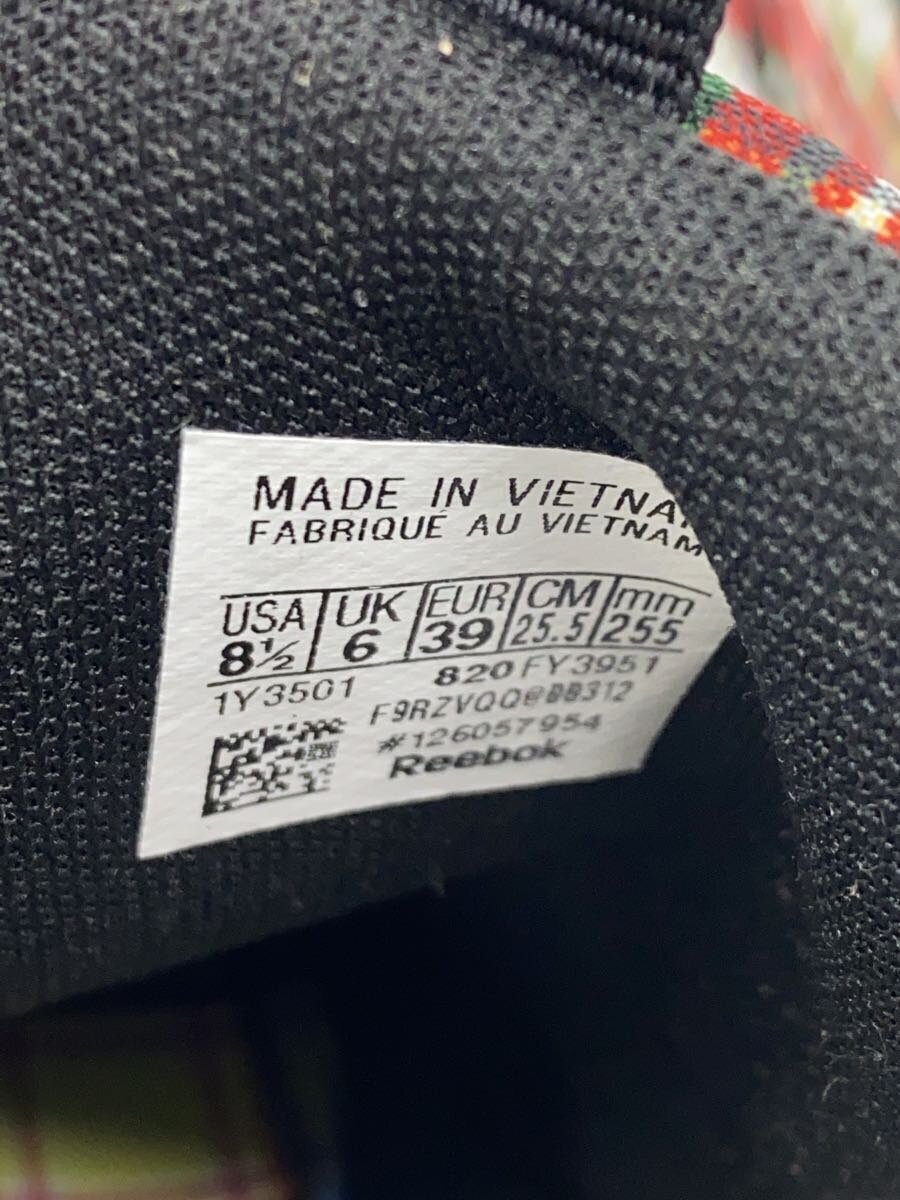 MADE IN VIETNAM
FABRIQUÉ AU VIETNAM
USA UK EUR CM mm
8½ 6 39 25.5 255
1Y3501 820 FY3951
F9RZVQQ@BB312
#126057954
Reebok